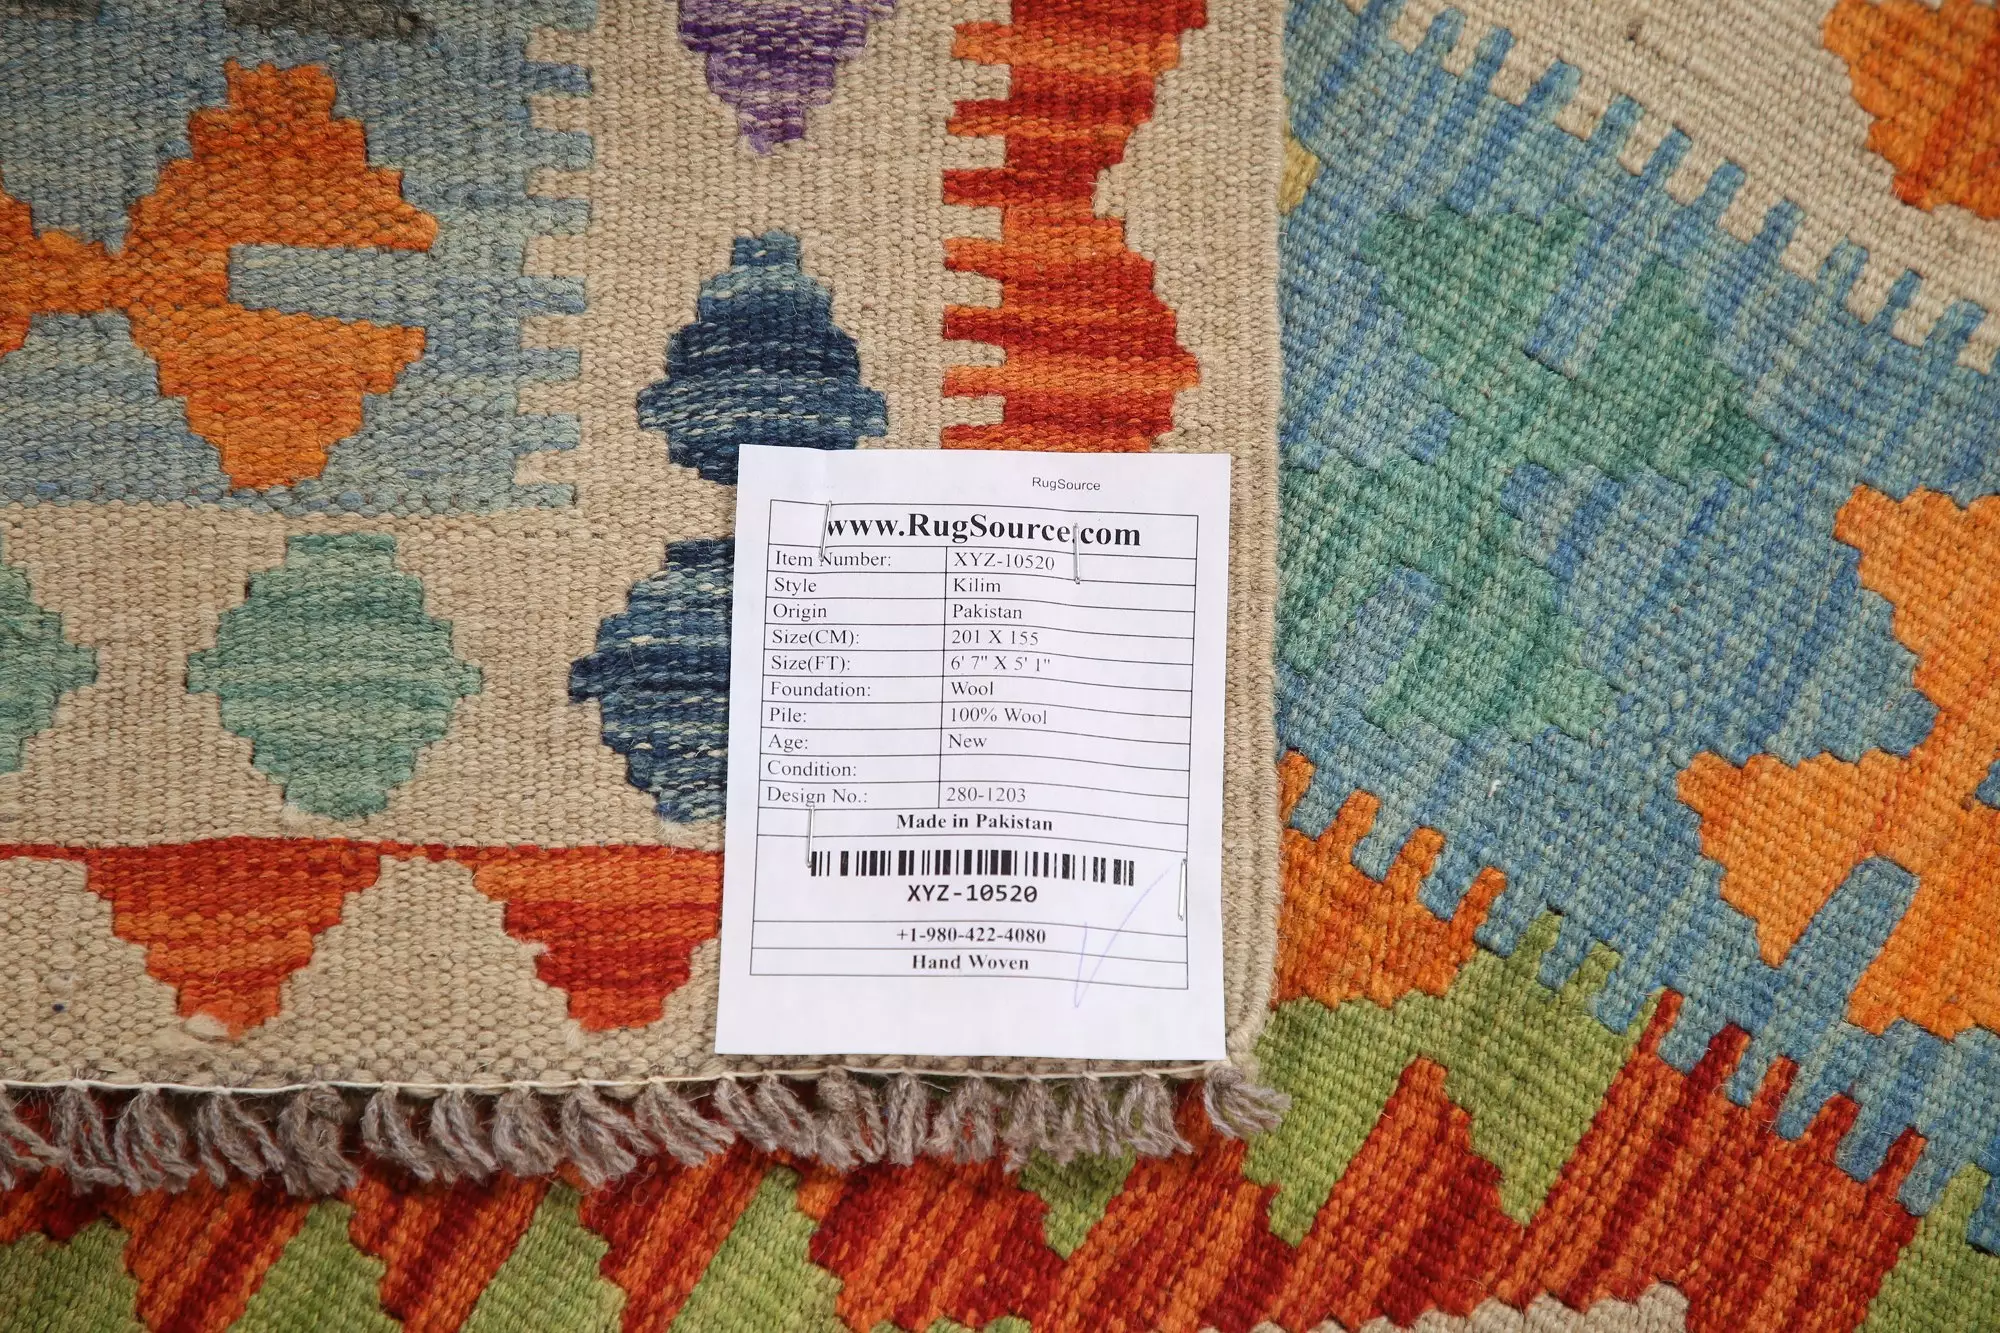 RugSource
www.RugSource.com
Item Number: XYZ-10520
Style Kilim
Origin Pakistan
Size(CM): 201 X 155
Size(FT): 6' 7" X 5' 1"
Foundation: Wool
Pile: 100% Wool
Age: New
Condition:
Design No.: 280-1203
Made in Pakistan
XYZ-10520
+1-980-422-4080
Hand Woven